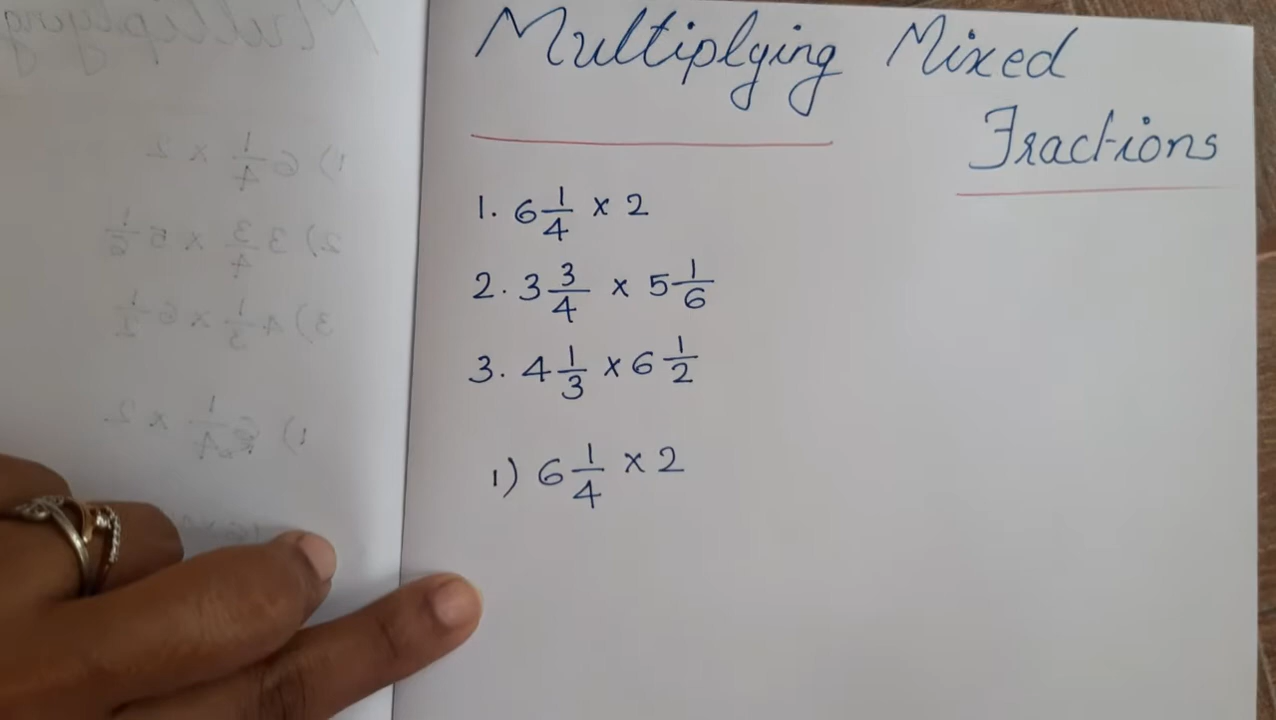 Multiplying Mixed
Fractions
1. 6 1/4 x 2
2. 3 3/4 x 5 1/6
3. 4 1/3 x 6 1/2
1) 6 1/4 x 2